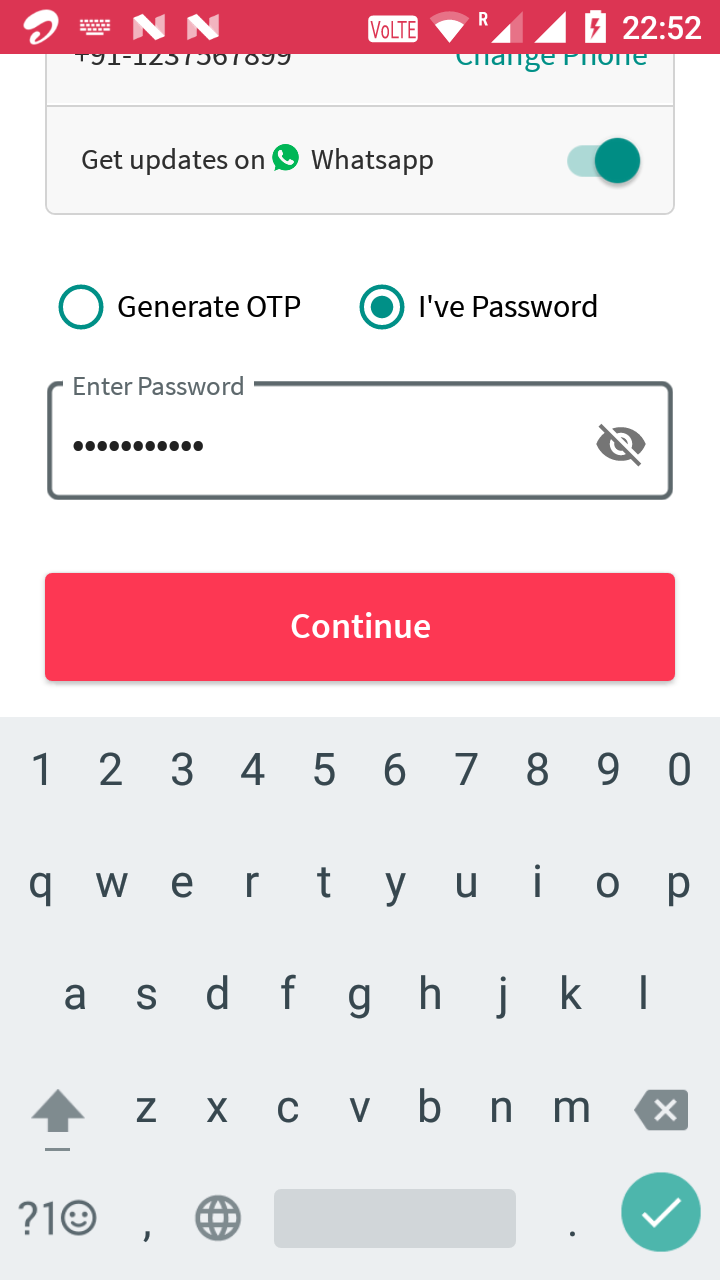 VoLTE R 22:52
+91-1237567899 Change Phone
Get updates on Whatsapp
Generate OTP I've Password
Enter Password
•••••••••••
Continue
1 2 3 4 5 6 7 8 9 0
q w e r t y u i o p
a s d f g h j k l
z x c v b n m
?1☺ , .